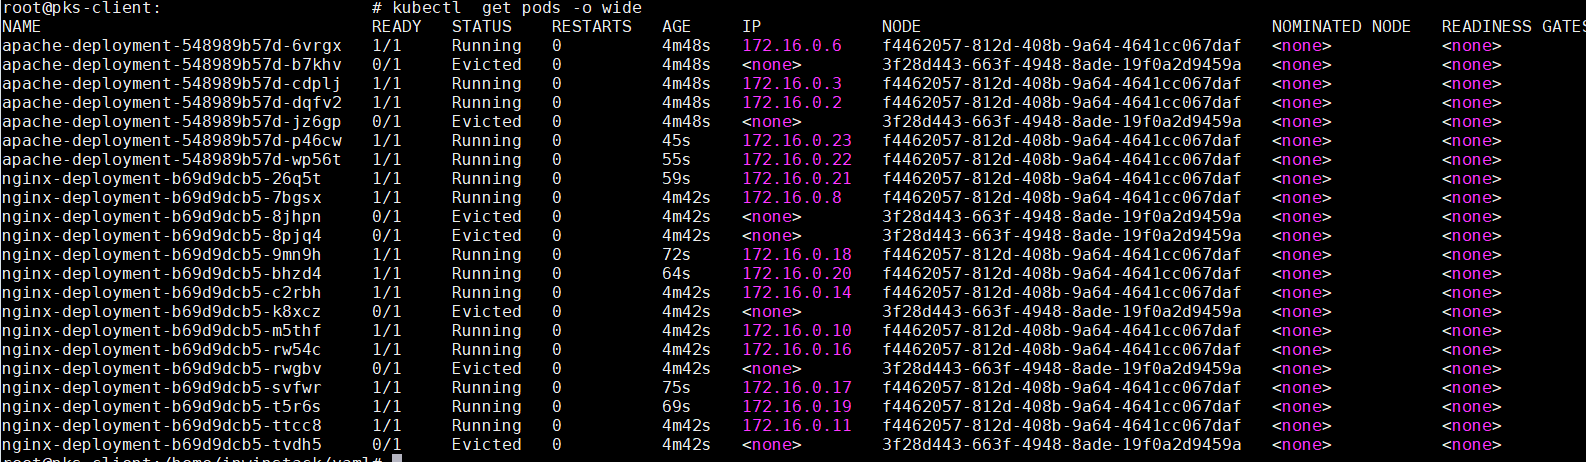 root@pks-client: # kubectl  get pods -o wide
NAME READY STATUS RESTARTS AGE IP NODE NOMINATED NODE READINESS GATES
apache-deployment-548989b57d-6vrgx 1/1 Running 0 4m48s 172.16.0.6 f4462057-812d-408b-9a64-4641cc067daf <none> <none>
apache-deployment-548989b57d-b7khv 0/1 Evicted 0 4m48s <none> 3f28d443-663f-4948-8ade-19f0a2d9459a <none> <none>
apache-deployment-548989b57d-cdplj 1/1 Running 0 4m48s 172.16.0.3 f4462057-812d-408b-9a64-4641cc067daf <none> <none>
apache-deployment-548989b57d-dqfv2 1/1 Running 0 4m48s 172.16.0.2 f4462057-812d-408b-9a64-4641cc067daf <none> <none>
apache-deployment-548989b57d-jz6gp 0/1 Evicted 0 4m48s <none> 3f28d443-663f-4948-8ade-19f0a2d9459a <none> <none>
apache-deployment-548989b57d-p46cw 1/1 Running 0 45s 172.16.0.23 f4462057-812d-408b-9a64-4641cc067daf <none> <none>
apache-deployment-548989b57d-wp56t 1/1 Running 0 55s 172.16.0.22 f4462057-812d-408b-9a64-4641cc067daf <none> <none>
nginx-deployment-b69d9dcb5-26q5t 1/1 Running 0 59s 172.16.0.21 f4462057-812d-408b-9a64-4641cc067daf <none> <none>
nginx-deployment-b69d9dcb5-7bgsx 1/1 Running 0 4m42s 172.16.0.8 f4462057-812d-408b-9a64-4641cc067daf <none> <none>
nginx-deployment-b69d9dcb5-8jhpn 0/1 Evicted 0 4m42s <none> 3f28d443-663f-4948-8ade-19f0a2d9459a <none> <none>
nginx-deployment-b69d9dcb5-8pjq4 0/1 Evicted 0 4m42s <none> 3f28d443-663f-4948-8ade-19f0a2d9459a <none> <none>
nginx-deployment-b69d9dcb5-9mn9h 1/1 Running 0 72s 172.16.0.18 f4462057-812d-408b-9a64-4641cc067daf <none> <none>
nginx-deployment-b69d9dcb5-bhzd4 1/1 Running 0 64s 172.16.0.20 f4462057-812d-408b-9a64-4641cc067daf <none> <none>
nginx-deployment-b69d9dcb5-c2rbh 1/1 Running 0 4m42s 172.16.0.14 f4462057-812d-408b-9a64-4641cc067daf <none> <none>
nginx-deployment-b69d9dcb5-k8xcz 0/1 Evicted 0 4m42s <none> 3f28d443-663f-4948-8ade-19f0a2d9459a <none> <none>
nginx-deployment-b69d9dcb5-m5thf 1/1 Running 0 4m42s 172.16.0.10 f4462057-812d-408b-9a64-4641cc067daf <none> <none>
nginx-deployment-b69d9dcb5-rw54c 1/1 Running 0 4m42s 172.16.0.16 f4462057-812d-408b-9a64-4641cc067daf <none> <none>
nginx-deployment-b69d9dcb5-rwgbv 0/1 Evicted 0 4m42s <none> 3f28d443-663f-4948-8ade-19f0a2d9459a <none> <none>
nginx-deployment-b69d9dcb5-svfwr 1/1 Running 0 75s 172.16.0.17 f4462057-812d-408b-9a64-4641cc067daf <none> <none>
nginx-deployment-b69d9dcb5-t5r6s 1/1 Running 0 69s 172.16.0.19 f4462057-812d-408b-9a64-4641cc067daf <none> <none>
nginx-deployment-b69d9dcb5-ttcc8 1/1 Running 0 4m42s 172.16.0.11 f4462057-812d-408b-9a64-4641cc067daf <none> <none>
nginx-deployment-b69d9dcb5-tvdh5 0/1 Evicted 0 4m42s <none> 3f28d443-663f-4948-8ade-19f0a2d9459a <none> <none>